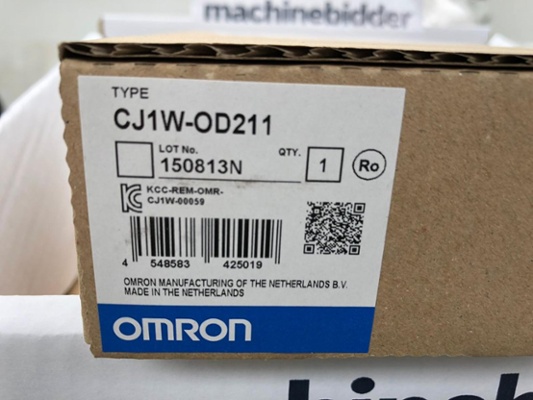 machinebidder
TYPE
CJ1W-OD211
LOT No.
150813N
QTY.
1
Ro
KCC-REM-OMR-
CJ1W-00059
4 548583 425019
OMRON MANUFACTURING OF THE NETHERLANDS B.V.
MADE IN THE NETHERLANDS
OMRON